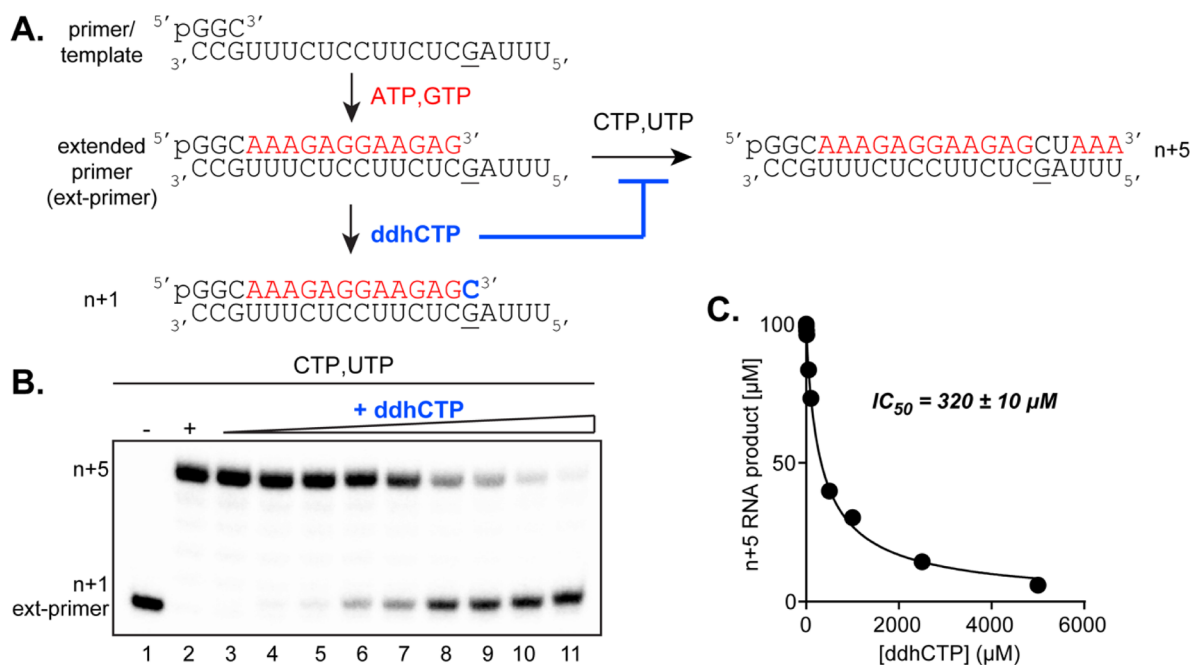 A.
primer/
template
5′pGGC3′
3′CCGUUUCUCCUUCUCGAUUU5′
ATP,GTP
extended
primer
(ext-primer)
5′pGGCAAAGAGGAAGAG3′
3′CCGUUUCUCCUUCUCGAUUU5′
CTP,UTP
5′pGGCAAAGAGGAAGAGCUAAA3′
3′CCGUUUCUCCUUCUCGAUUU5′
n+5
ddhCTP
n+1
5′pGGCAAAGAGGAAGAGC3′
3′CCGUUUCUCCUUCUCGAUUU5′
B.
CTP,UTP
+ ddhCTP
- +
n+5
n+1
ext-primer
1 2 3 4 5 6 7 8 9 10 11
C.
n+5 RNA product [µM]
100
50
0
IC50 = 320 ± 10 µM
0 2000 4000 6000
[ddhCTP] (µM)